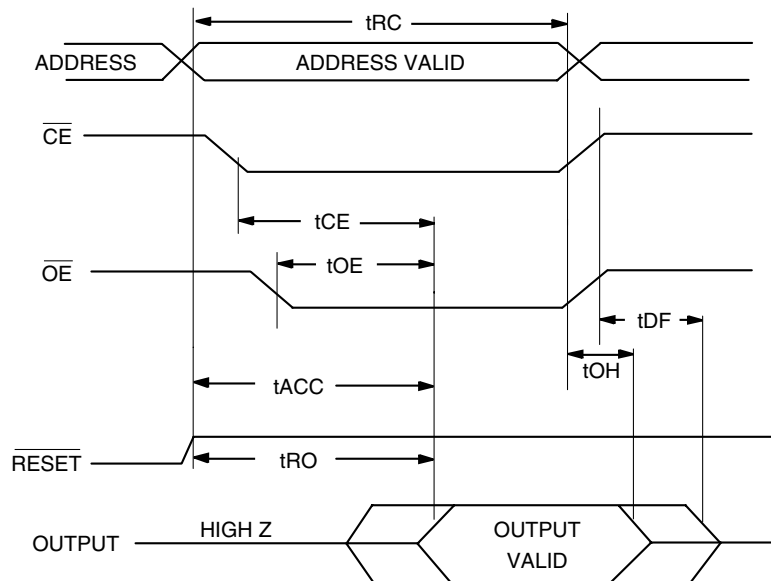 tRC
ADDRESS
ADDRESS VALID
CE
tCE
tOE
OE
tDF
tOH
tACC
RESET
tRO
OUTPUT
HIGH Z
OUTPUT
VALID